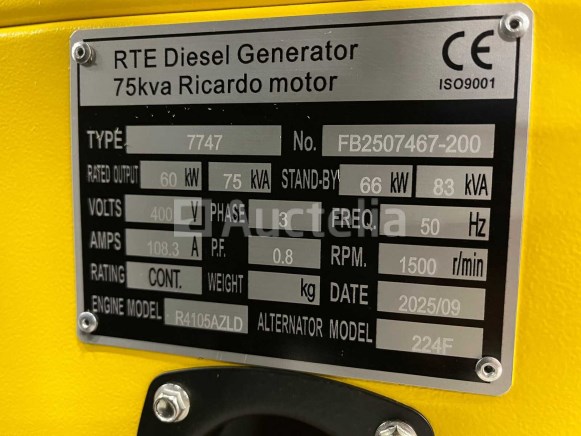 RTE Diesel Generator
75kva Ricardo motor
CE
ISO9001
TYPE 7747 No. FB2507467-200
RATED OUTPUT 60 kW 75 kVA STAND-BY 66 kW 83 kVA
VOLTS 400 V PHASE 3 FREQ. 50 Hz
Auctelia
AMPS 108.3 A P.F. 0.8 RPM. 1500 r/min
RATING CONT. WEIGHT kg DATE 2025/09
ENGINE MODEL R4105AZLD ALTERNATOR MODEL 224F